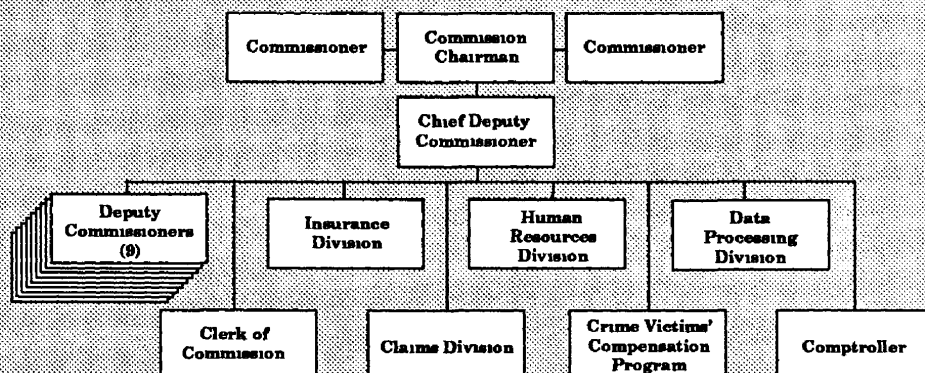 Commissioner
Commission
Chairman
Commissioner
Chief Deputy
Commissioner
Deputy
Commissioners
(9)
Insurance
Division
Human
Resources
Division
Data
Processing
Division
Clerk of
Commission
Claims Division
Crime Victims'
Compensation
Program
Comptroller